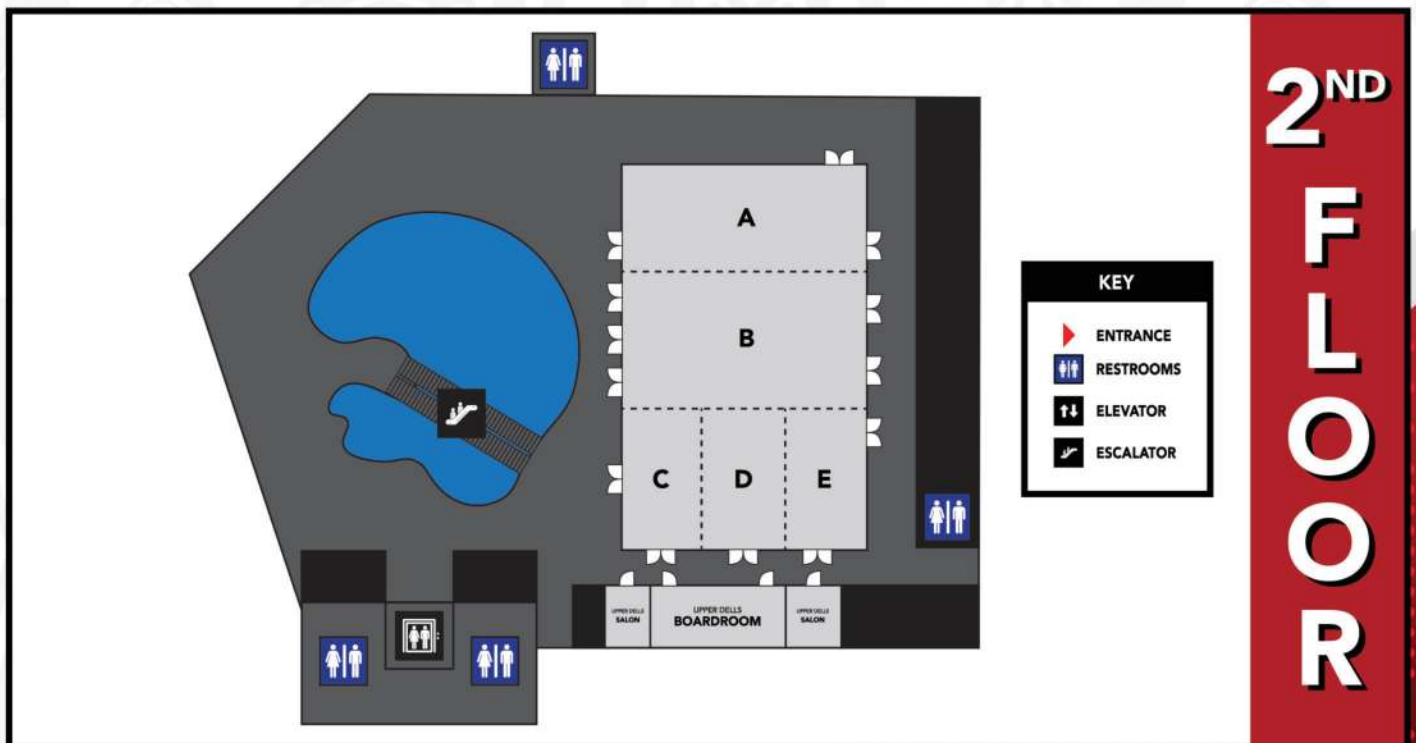 2ND
FLOOR
A
B
C
D
E
UPPER DELLS
SALON
UPPER DELLS
BOARDROOM
UPPER DELLS
SALON
KEY
ENTRANCE
RESTROOMS
ELEVATOR
ESCALATOR